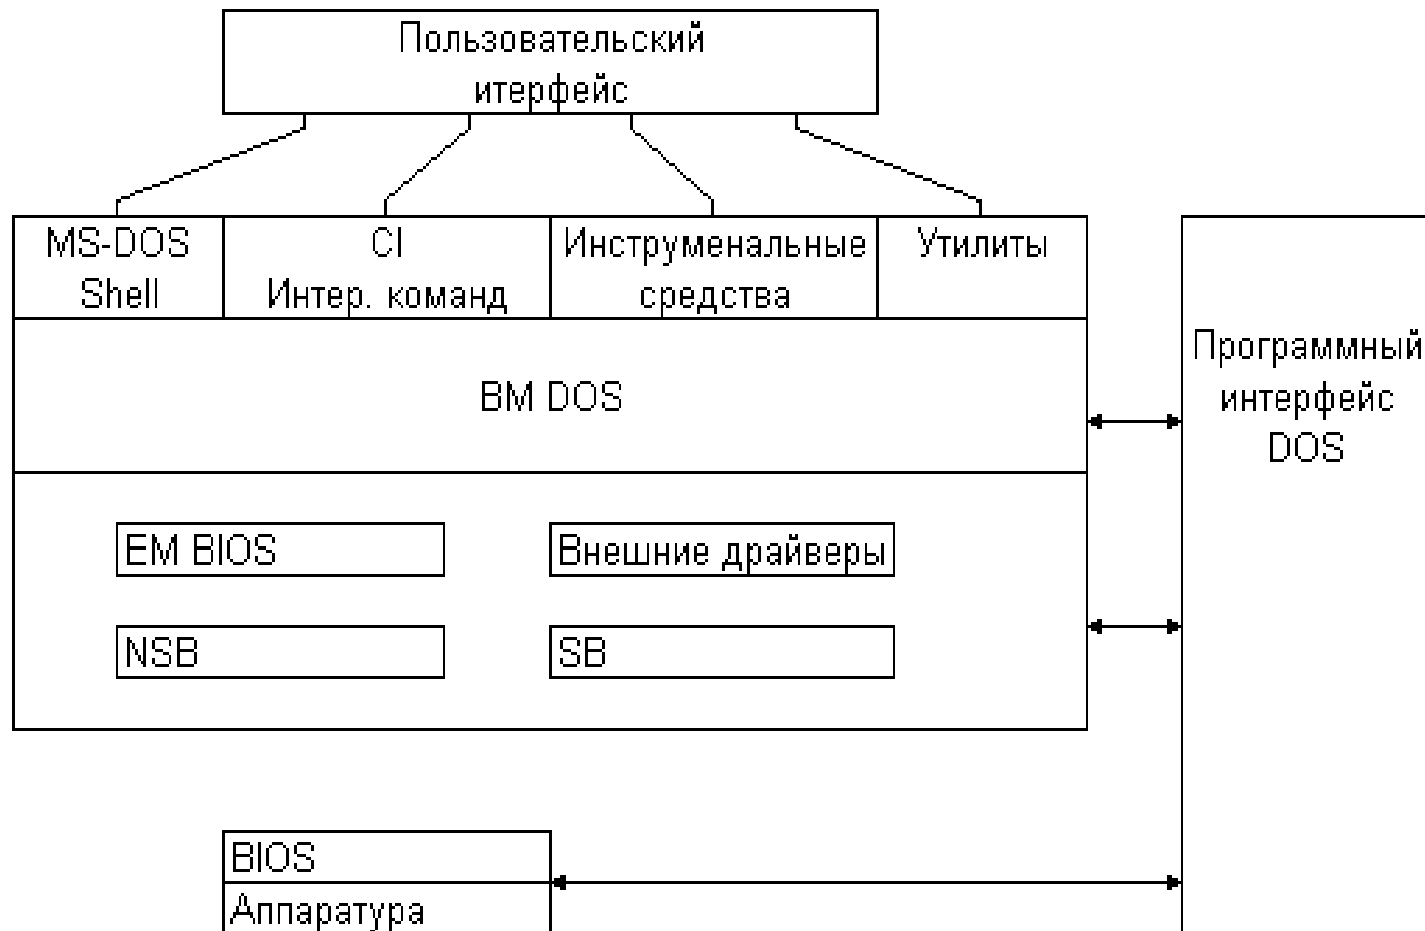 Пользовательский
итерфейс
MS-DOS
Shell
CI
Интер. команд
Инструменальные
средства
Утилиты
Программный
интерфейс
DOS
BM DOS
EM BIOS
Внешние драйверы
NSB
SB
BIOS
Аппаратура